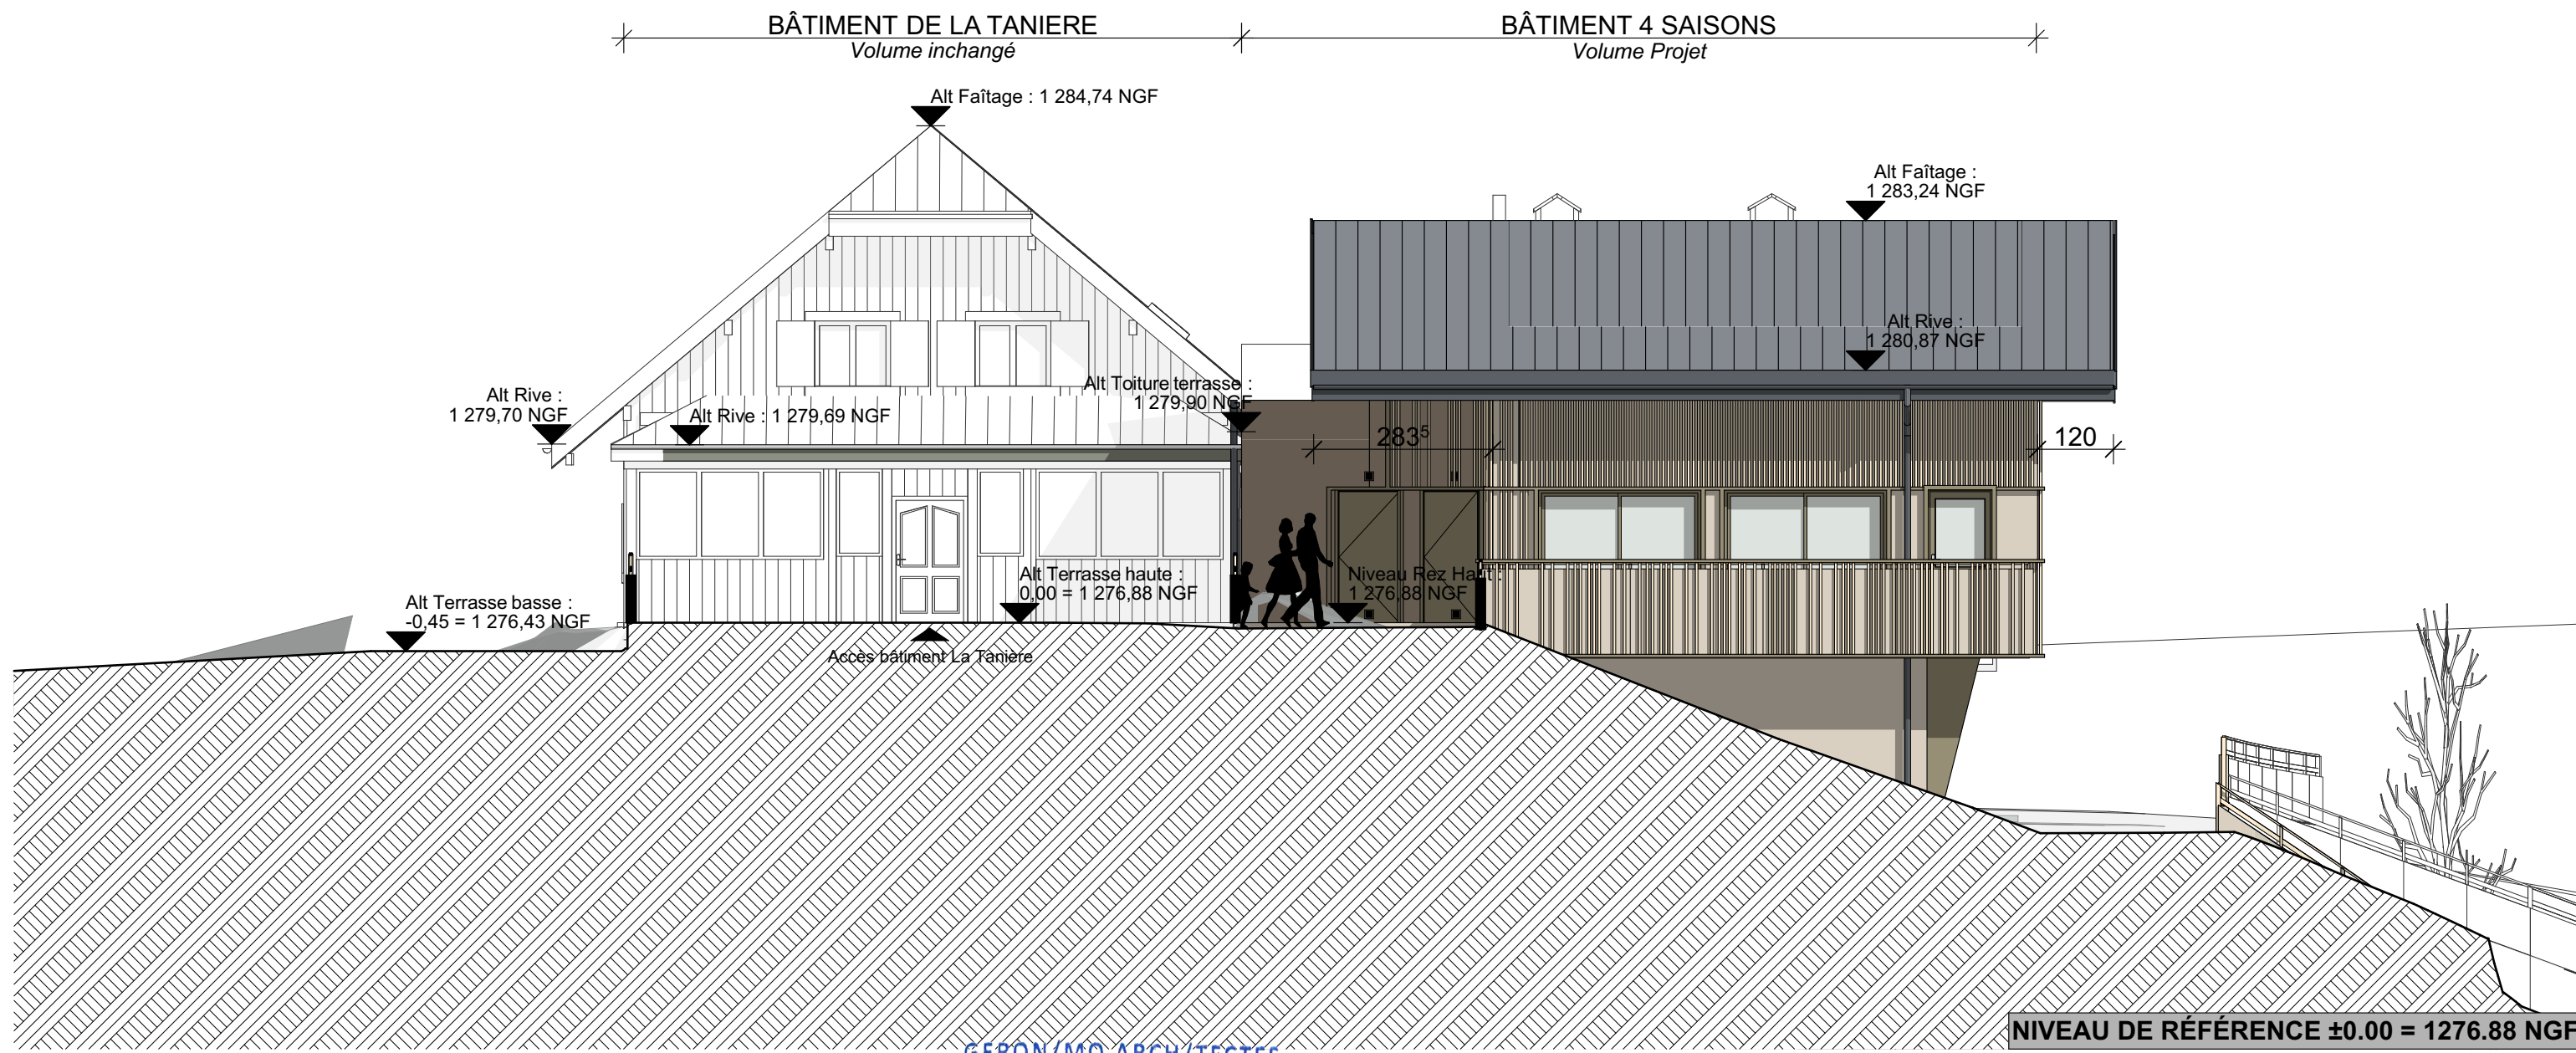 BÂTIMENT DE LA TANIERE
Volume inchangé
BÂTIMENT 4 SAISONS
Volume Projet
Alt Faîtage : 1 284,74 NGF
Alt Faîtage :
1 283,24 NGF
Alt Rive :
1 280,87 NGF
Alt Rive :
1 279,70 NGF
Alt Rive : 1 279,69 NGF
Alt Toiture terrasse :
1 279,90 NGF
283⁵
120
Alt Terrasse basse :
-0,45 = 1 276,43 NGF
Alt Terrasse haute :
0,00 = 1 276,88 NGF
Niveau Rez Haut :
1 276,88 NGF
Accès bâtiment La Tanière
NIVEAU DE RÉFÉRENCE ±0.00 = 1276.88 NGF